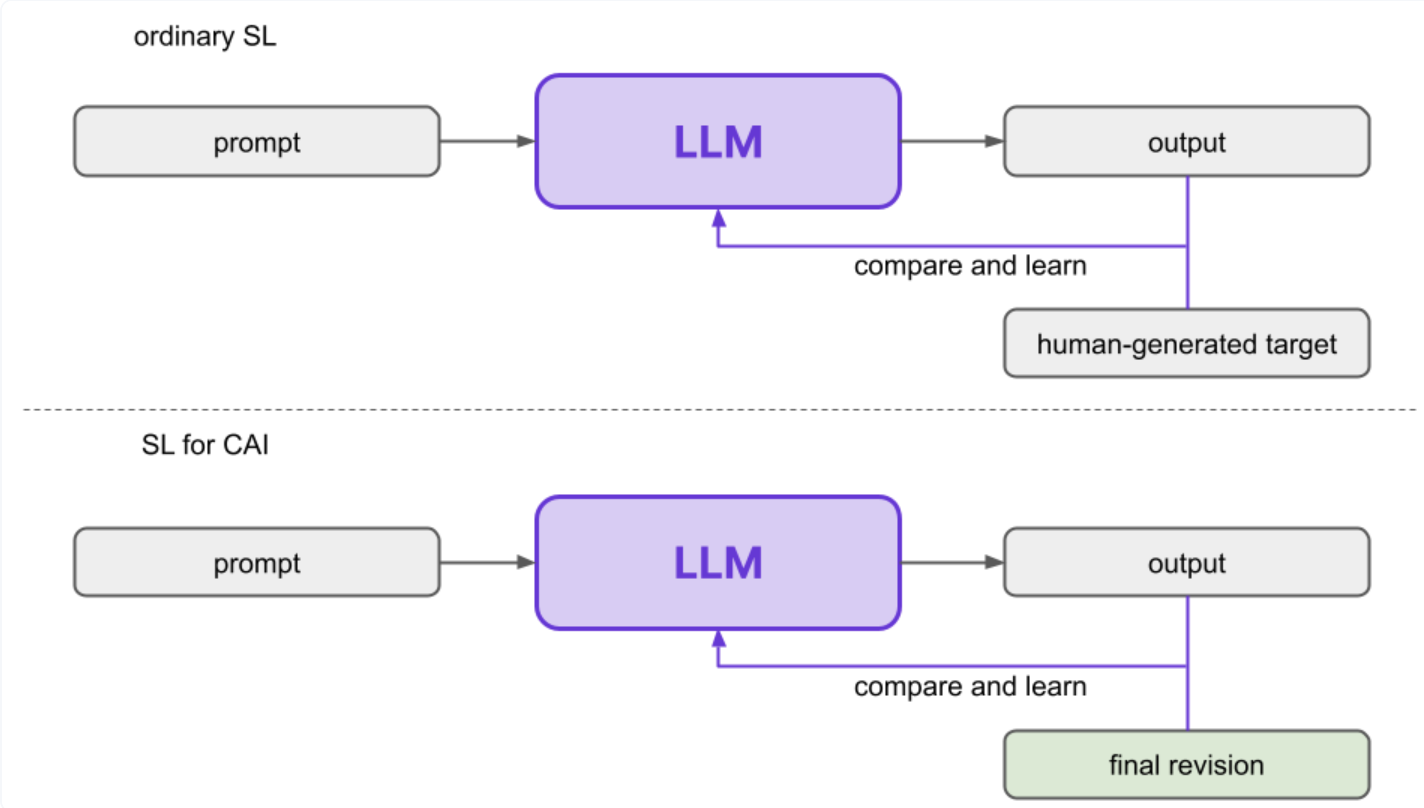 ordinary SL
prompt
LLM
output
compare and learn
human-generated target
SL for CAI
prompt
LLM
output
compare and learn
final revision